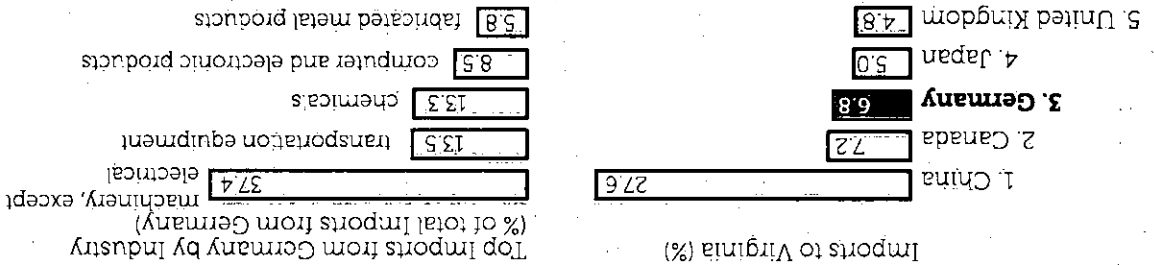 Imports to Virginia (%)
1. China 27.6
2. Canada 7.2
3. Germany 6.8
4. Japan 5.0
5. United Kingdom 4.8
Top Imports from Germany by Industry
(% of total Imports from Germany)
37.4 machinery, except
electrical
13.5 transportation equipment
13.3 chemicals
8.5 computer and electronic products
5.8 fabricated metal products